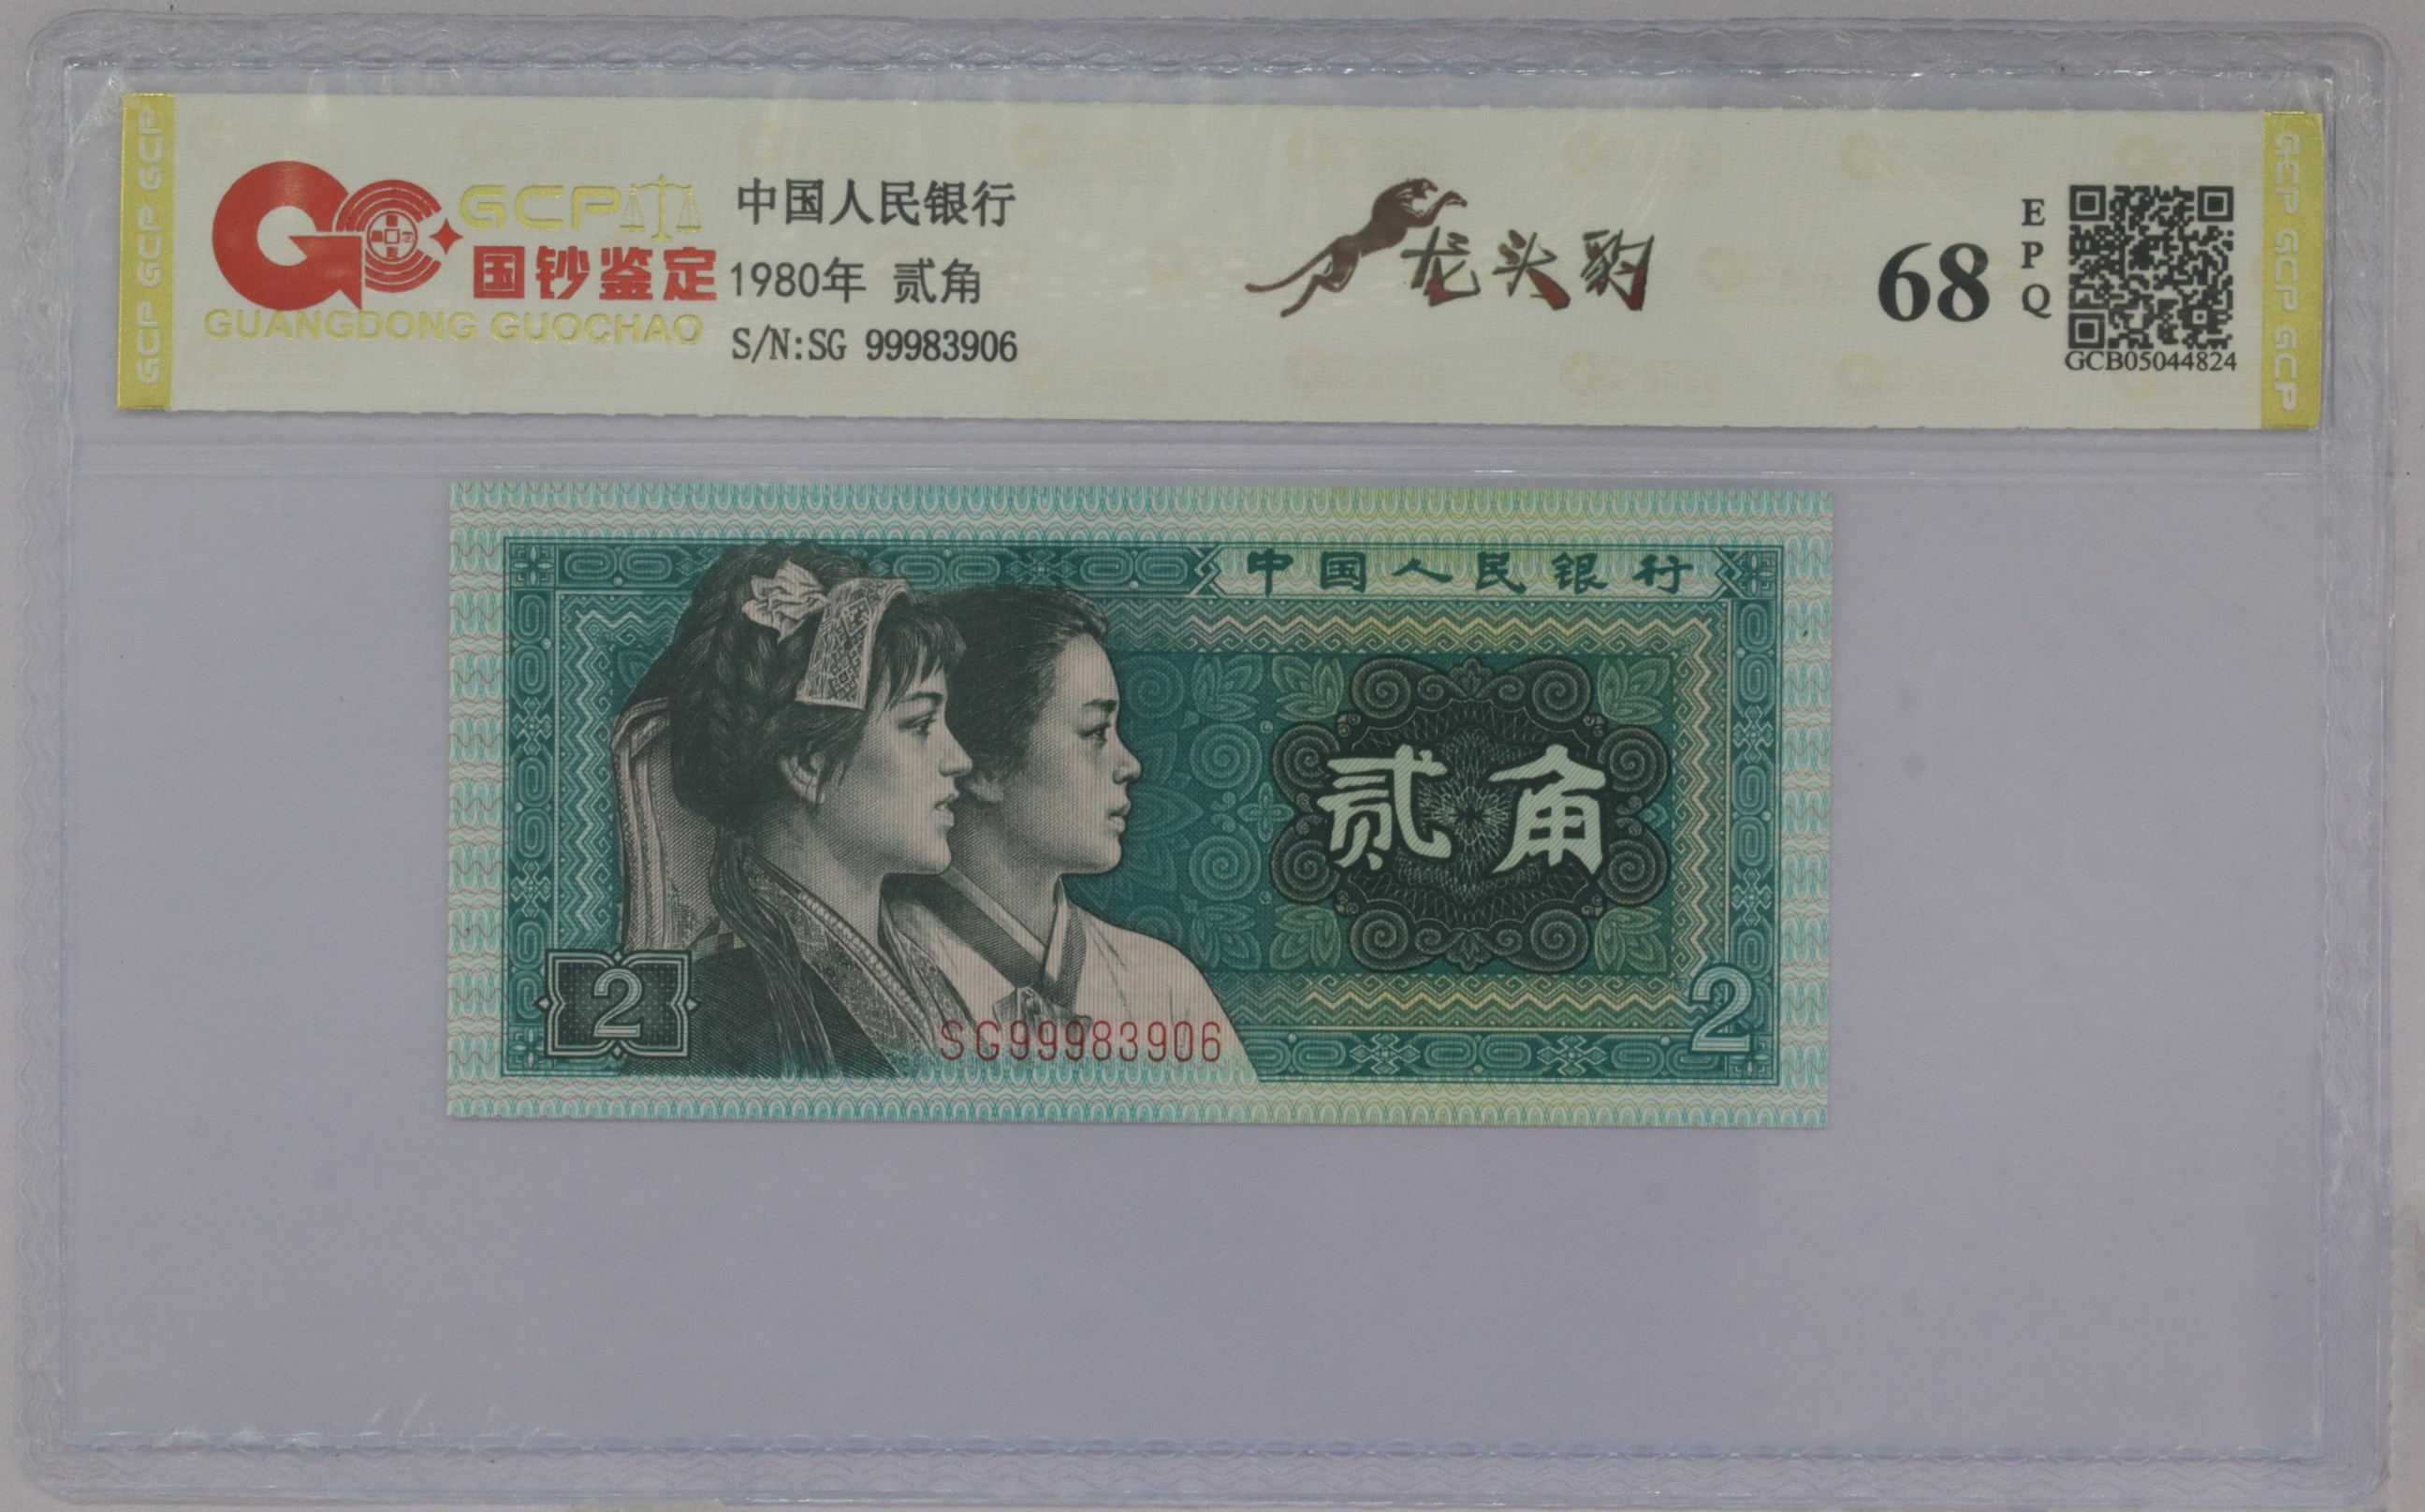 GCP GCP GCP
GCP
国钞鉴定
GUANGDONG GUOCHAO
中国人民银行
1980年 贰角
S/N:SG 99983906
龙头豹
68
E
P
Q
GCB05044824
GCP GCP GCP
中国人民银行
贰角
2
SG99983906
2